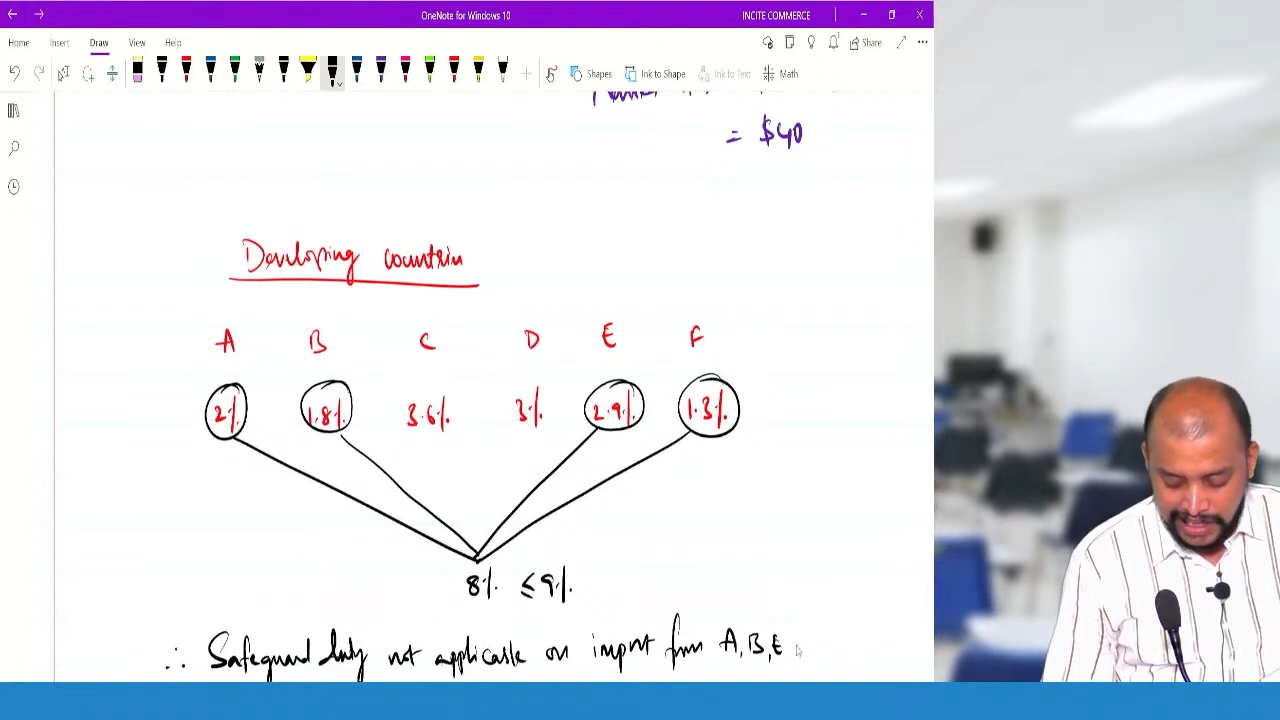 OneNote for Windows 10
INCITE COMMERCE
Home Insert Draw View Help
Share
Shapes Ink to Shape Ink to Text Math
= $40
Developing countries
A B C D E F
2% 1.8% 3.6% 3% 2.9% 1.3%
8% ≤9%
∴ Safeguard duty not applicable on import from A, B, E